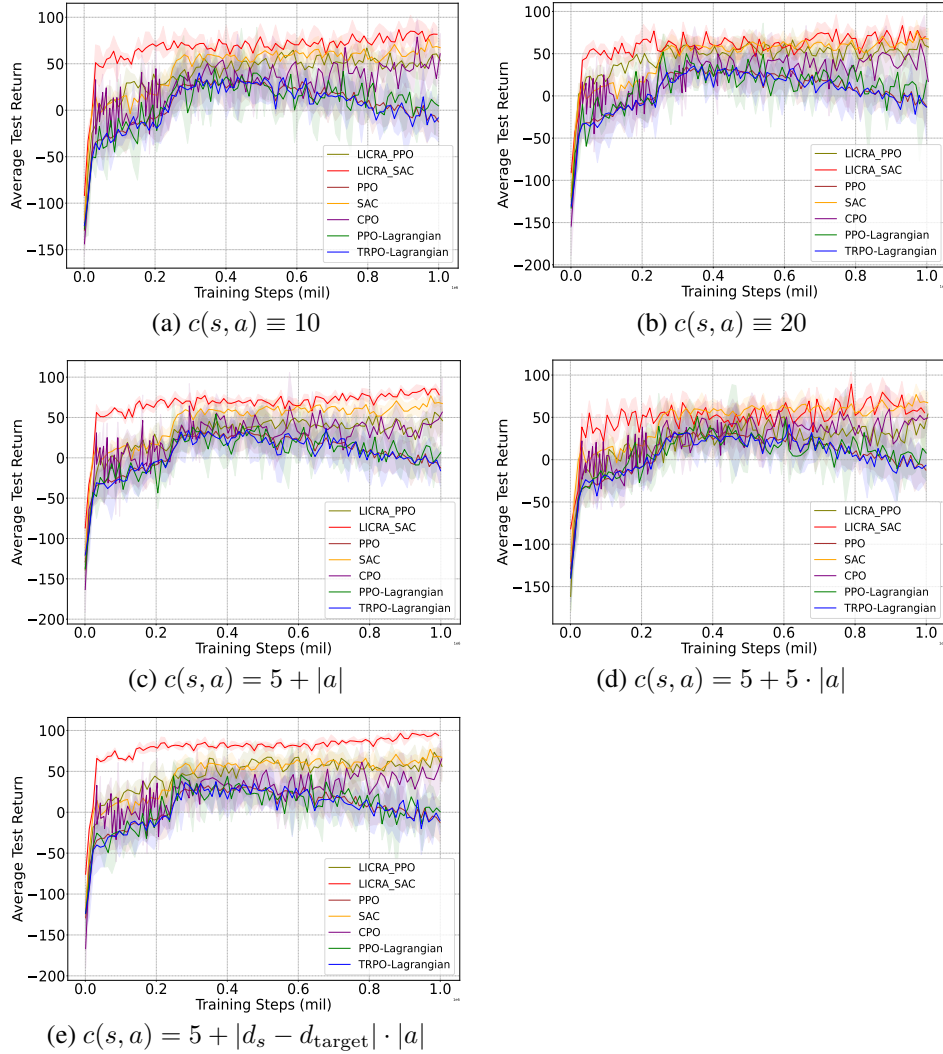 100
50
0
−50
−100
−150
Average Test Return
LICRA_PPO
LICRA_SAC
PPO
SAC
CPO
PPO-Lagrangian
TRPO-Lagrangian
0.0 0.2 0.4 0.6 0.8 1.0
1e6
Training Steps (mil)
(a) c(s, a) ≡ 10
100
50
0
−50
−100
−150
−200
Average Test Return
LICRA_PPO
LICRA_SAC
PPO
SAC
CPO
PPO-Lagrangian
TRPO-Lagrangian
0.0 0.2 0.4 0.6 0.8 1.0
Training Steps (mil)
(b) c(s, a) ≡ 20
100
50
0
−50
−100
−150
−200
Average Test Return
LICRA_PPO
LICRA_SAC
PPO
SAC
CPO
PPO-Lagrangian
TRPO-Lagrangian
0.0 0.2 0.4 0.6 0.8 1.0
Training Steps (mil)
(c) c(s, a) = 5 + |a|
100
50
0
−50
−100
−150
Average Test Return
LICRA_PPO
LICRA_SAC
PPO
SAC
CPO
PPO-Lagrangian
TRPO-Lagrangian
0.0 0.2 0.4 0.6 0.8 1.0
Training Steps (mil)
(d) c(s, a) = 5 + 5 · |a|
100
50
0
−50
−100
−150
−200
Average Test Return
LICRA_PPO
LICRA_SAC
PPO
SAC
CPO
PPO-Lagrangian
TRPO-Lagrangian
0.0 0.2 0.4 0.6 0.8 1.0
Training Steps (mil)
(e) c(s, a) = 5 + |d_s − d_target| · |a|